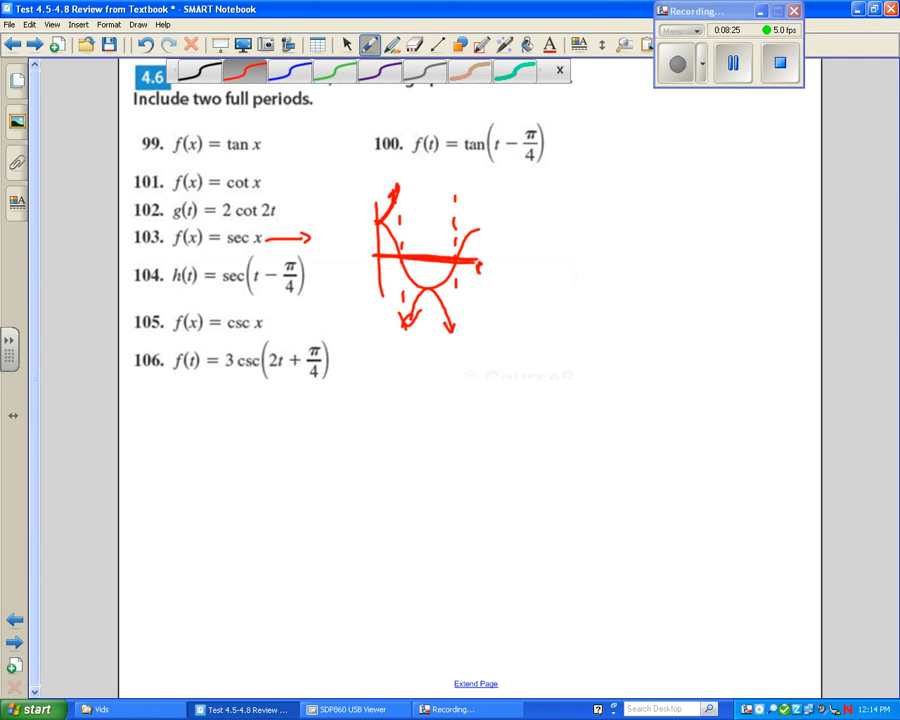 Test 4.5-4.8 Review from Textbook * - SMART Notebook
File Edit View Insert Format Draw Help
Recording...
Menu 0:08:25 5.0 fps
4.6
x
Include two full periods.
99. f(x) = tan x
100. f(t) = tan(t − π/4)
101. f(x) = cot x
102. g(t) = 2 cot 2t
103. f(x) = sec x
104. h(t) = sec(t − π/4)
105. f(x) = csc x
106. f(t) = 3 csc(2t + π/4)
Extend Page
start Vids Test 4.5-4.8 Review ... SDP860 USB Viewer Recording... Search Desktop 12:14 PM